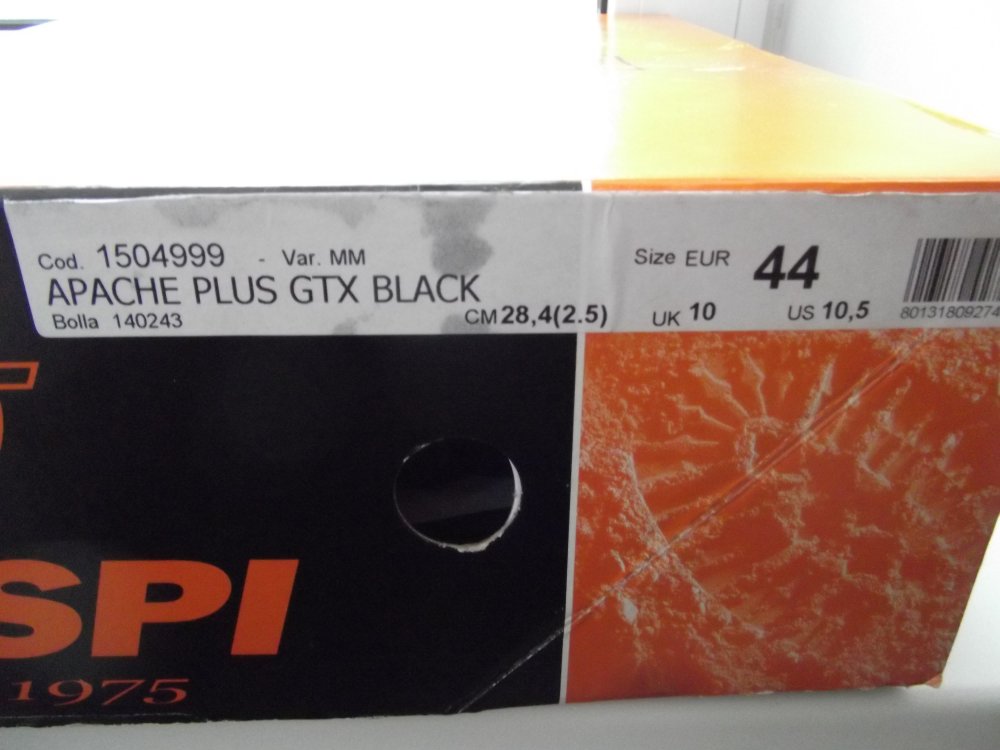 Cod. 1504999 - Var. MM
APACHE PLUS GTX BLACK
Bolla 140243
CM 28,4(2.5)
Size EUR 44
UK 10 US 10,5
80131809274
SPI
1975